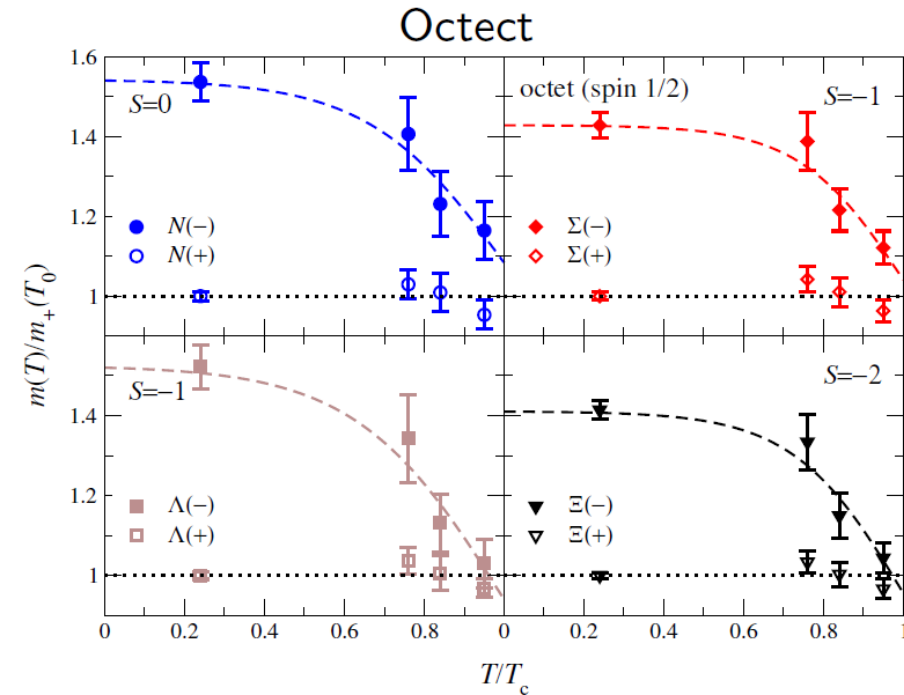 Octect
1.6
1.4
1.2
1
S=0
N(−)
N(+)
octet (spin 1/2)
S=−1
Σ(−)
Σ(+)
m(T)/m₊(T₀)
1.4
1.2
1
S=−1
Λ(−)
Λ(+)
S=−2
Ξ(−)
Ξ(+)
0 0.2 0.4 0.6 0.8 0 0.2 0.4 0.6 0.8 1
T/Tc